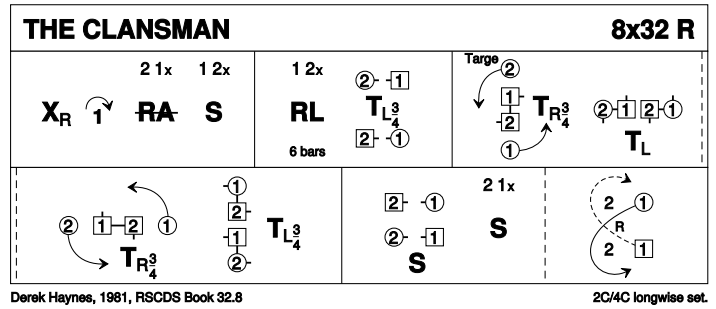 THE CLANSMAN 8x32 R
2 1x 1 2x
X R 1 RA S
1 2x
RL
6 bars
2 1
T L 3/4
2 1
Targe
2
1
T R 3/4
2
1
2 1 2 1
T L
2 1 2 1
T R 3/4
1
2
T L 3/4
1
2
2 1
2 1
S
2 1x
S
2 1
R
2 1
Derek Haynes, 1981, RSCDS Book 32.8 2C/4C longwise set.